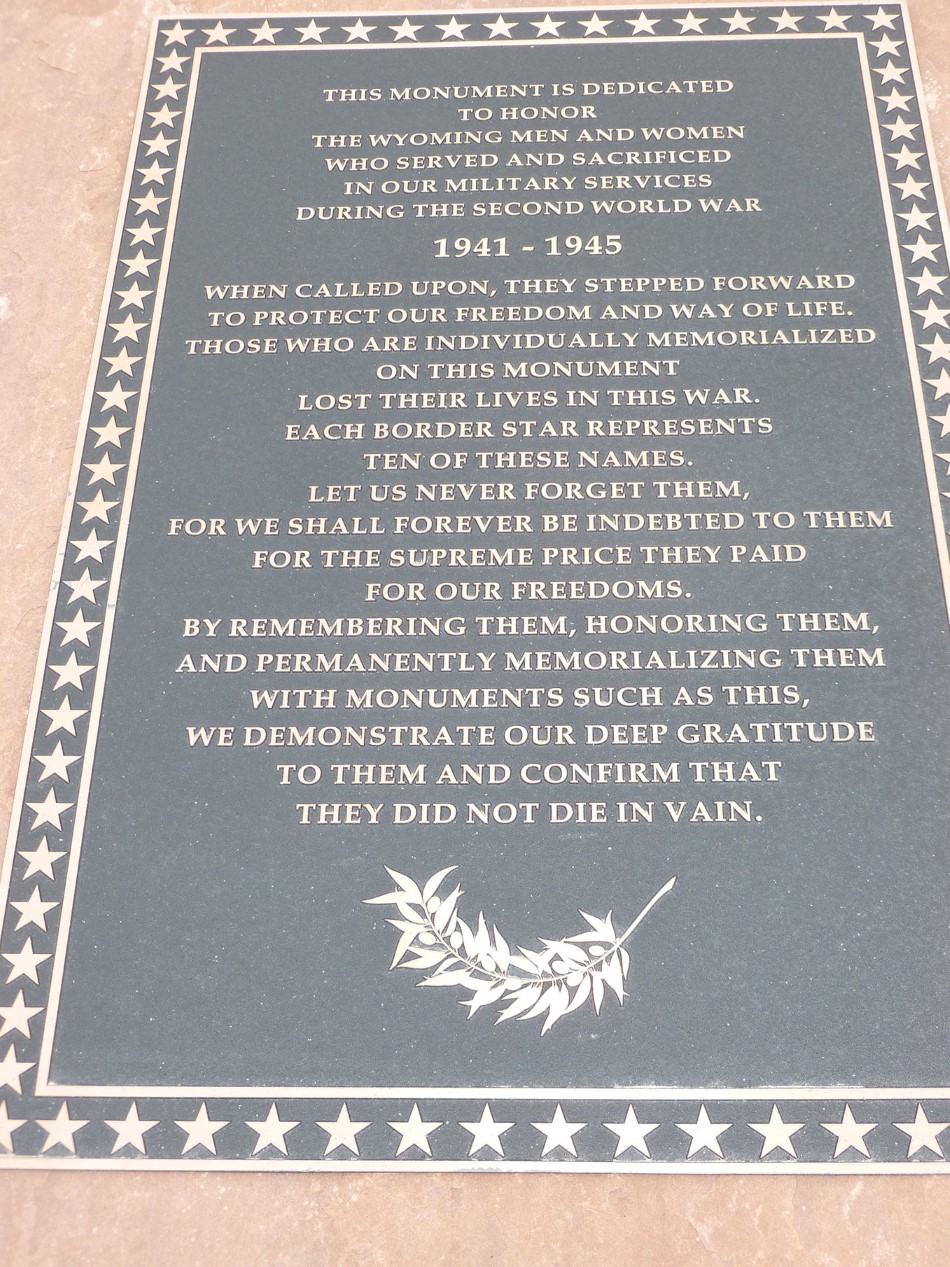 THIS MONUMENT IS DEDICATED
TO HONOR
THE WYOMING MEN AND WOMEN
WHO SERVED AND SACRIFICED
IN OUR MILITARY SERVICES
DURING THE SECOND WORLD WAR
1941 - 1945
WHEN CALLED UPON, THEY STEPPED FORWARD
TO PROTECT OUR FREEDOM AND WAY OF LIFE.
THOSE WHO ARE INDIVIDUALLY MEMORIALIZED
ON THIS MONUMENT
LOST THEIR LIVES IN THIS WAR.
EACH BORDER STAR REPRESENTS
TEN OF THESE NAMES.
LET US NEVER FORGET THEM,
FOR WE SHALL FOREVER BE INDEBTED TO THEM
FOR THE SUPREME PRICE THEY PAID
FOR OUR FREEDOMS.
BY REMEMBERING THEM, HONORING THEM,
AND PERMANENTLY MEMORIALIZING THEM
WITH MONUMENTS SUCH AS THIS,
WE DEMONSTRATE OUR DEEP GRATITUDE
TO THEM AND CONFIRM THAT
THEY DID NOT DIE IN VAIN.